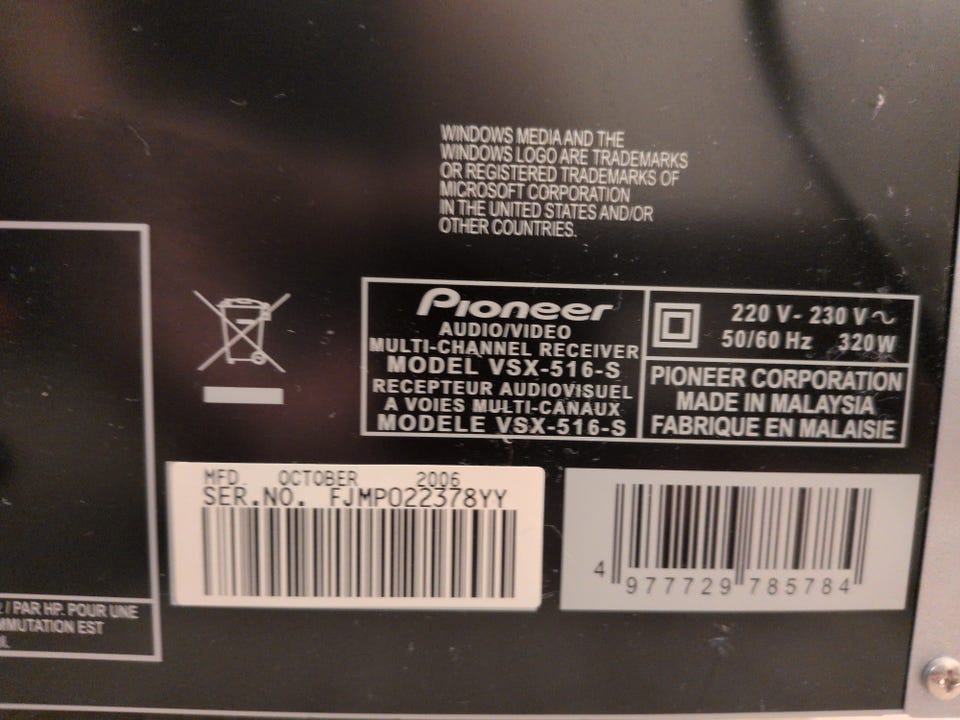 WINDOWS MEDIA AND THE
WINDOWS LOGO ARE TRADEMARKS
OR REGISTERED TRADEMARKS OF
MICROSOFT CORPORATION
IN THE UNITED STATES AND/OR
OTHER COUNTRIES.
Pioneer
AUDIO/VIDEO
MULTI-CHANNEL RECEIVER
MODEL VSX-516-S
RECEPTEUR AUDIOVISUEL
A VOIES MULTI-CANAUX
MODELE VSX-516-S
220 V - 230 V ~
50/60 Hz 320W
PIONEER CORPORATION
MADE IN MALAYSIA
FABRIQUE EN MALAISIE
MFD. OCTOBER 2006
SER.NO. FJMP022378YY
4 977729 785784
/ PAR HP. POUR UNE
MMUTATION EST